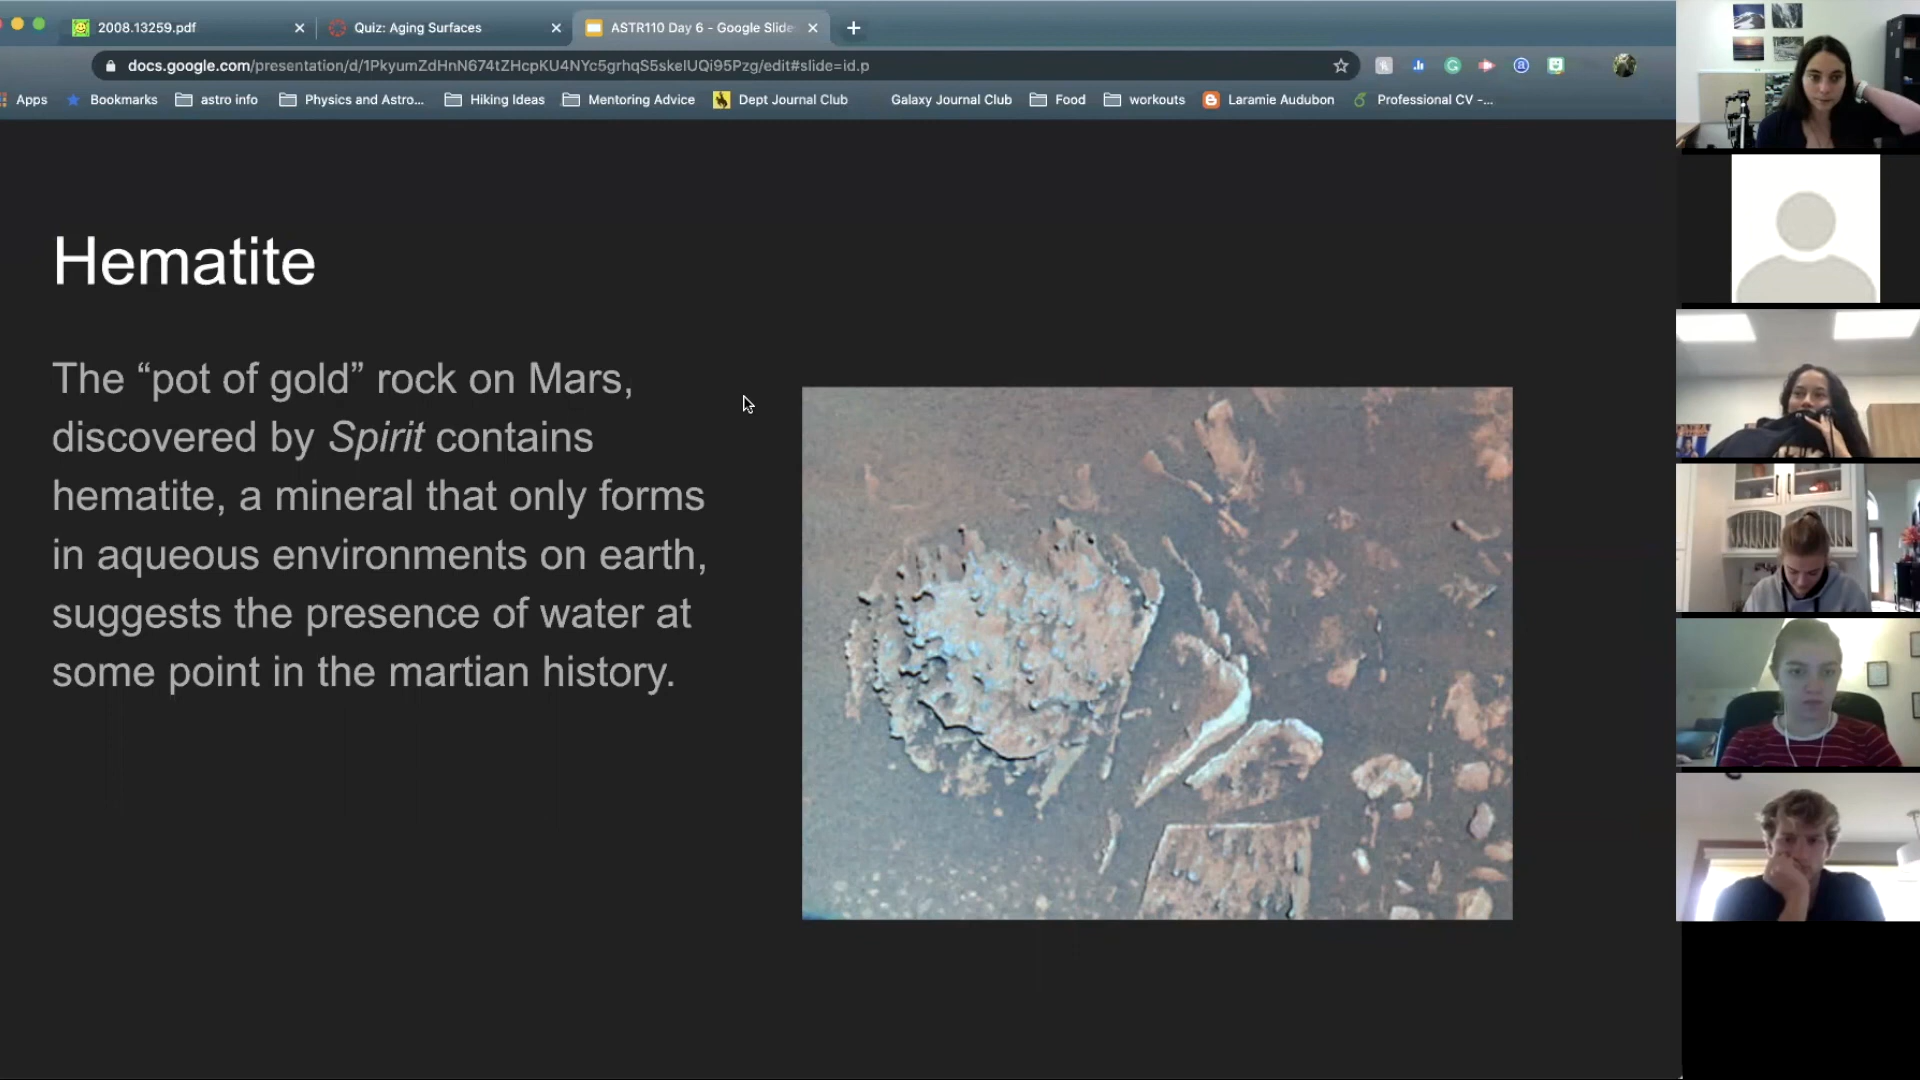 2008.13259.pdf
Quiz: Aging Surfaces
ASTR110 Day 6 - Google Slide
docs.google.com/presentation/d/1PkyumZdHnN674tZHcpKU4NYc5grhqS5skelUQi95Pzg/edit#slide=id.p
Apps Bookmarks astro info Physics and Astro... Hiking Ideas Mentoring Advice Dept Journal Club Galaxy Journal Club Food workouts Laramie Audubon Professional CV -...
Hematite
The “pot of gold” rock on Mars,
discovered by Spirit contains
hematite, a mineral that only forms
in aqueous environments on earth,
suggests the presence of water at
some point in the martian history.